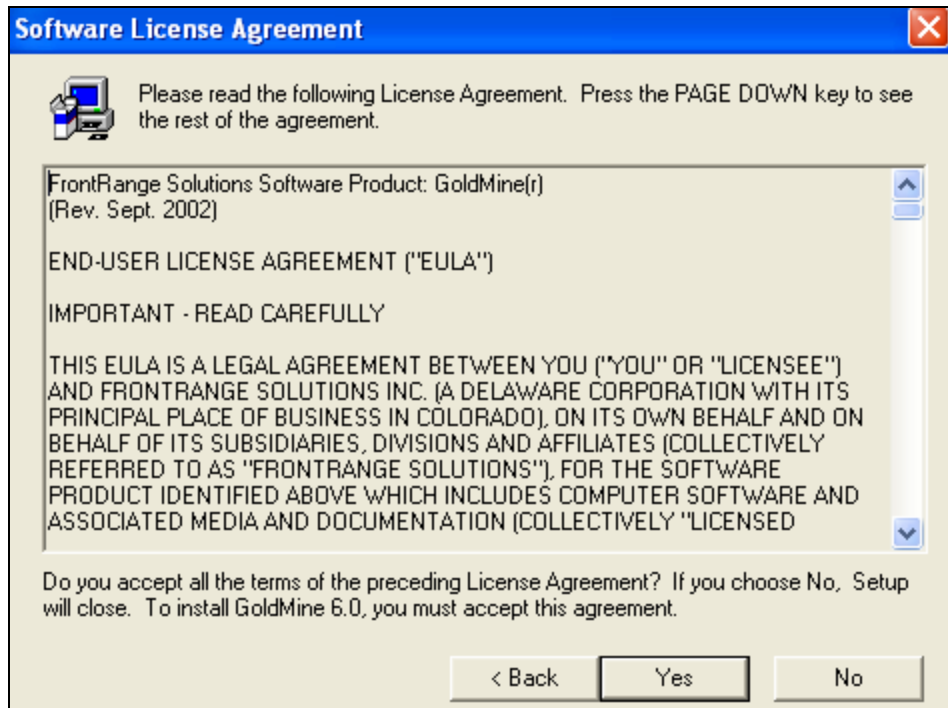 Software License Agreement
Please read the following License Agreement.  Press the PAGE DOWN key to see
the rest of the agreement.
FrontRange Solutions Software Product: GoldMine(r)
(Rev. Sept. 2002)
END-USER LICENSE AGREEMENT ("EULA")
IMPORTANT - READ CAREFULLY
THIS EULA IS A LEGAL AGREEMENT BETWEEN YOU ("YOU" OR "LICENSEE")
AND FRONTRANGE SOLUTIONS INC. (A DELAWARE CORPORATION WITH ITS
PRINCIPAL PLACE OF BUSINESS IN COLORADO), ON ITS OWN BEHALF AND ON
BEHALF OF ITS SUBSIDIARIES, DIVISIONS AND AFFILIATES (COLLECTIVELY
REFERRED TO AS "FRONTRANGE SOLUTIONS"), FOR THE SOFTWARE
PRODUCT IDENTIFIED ABOVE WHICH INCLUDES COMPUTER SOFTWARE AND
ASSOCIATED MEDIA AND DOCUMENTATION (COLLECTIVELY "LICENSED
Do you accept all the terms of the preceding License Agreement?  If you choose No,  Setup
will close.  To install GoldMine 6.0, you must accept this agreement.
< Back
Yes
No